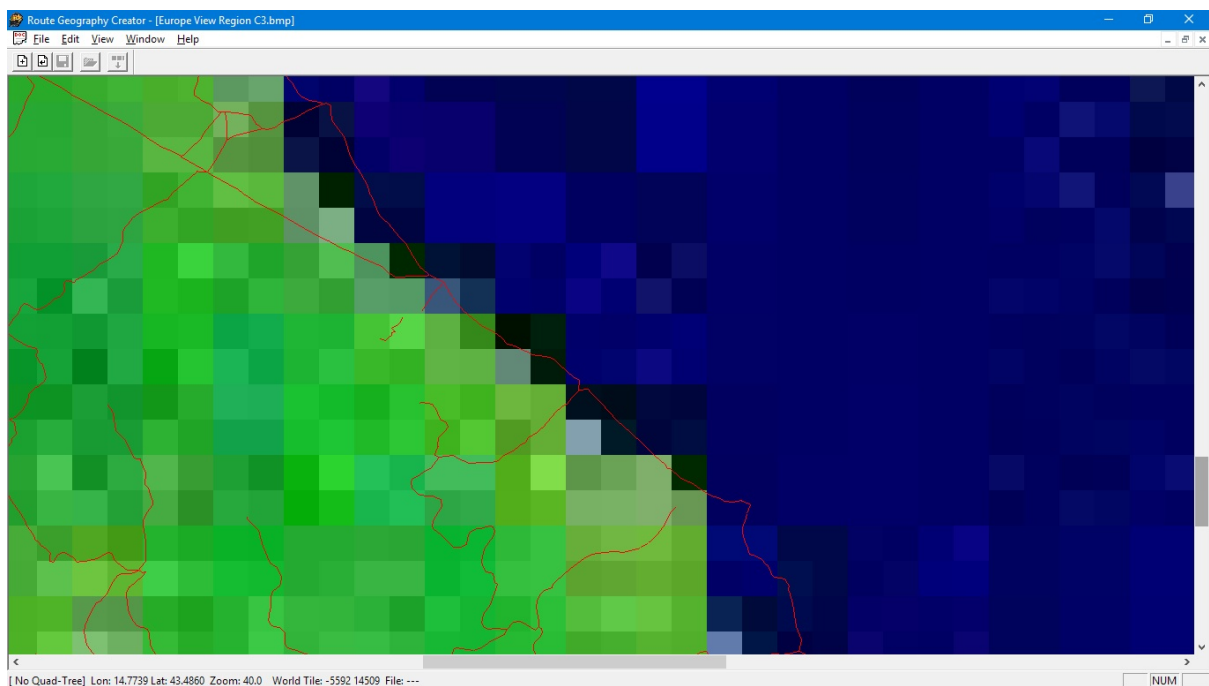 Route Geography Creator - [Europe View Region C3.bmp]
File Edit View Window Help
[ No Quad-Tree] Lon: 14.7739 Lat: 43.4860 Zoom: 40.0 World Tile: -5592 14509 File: ---
NUM